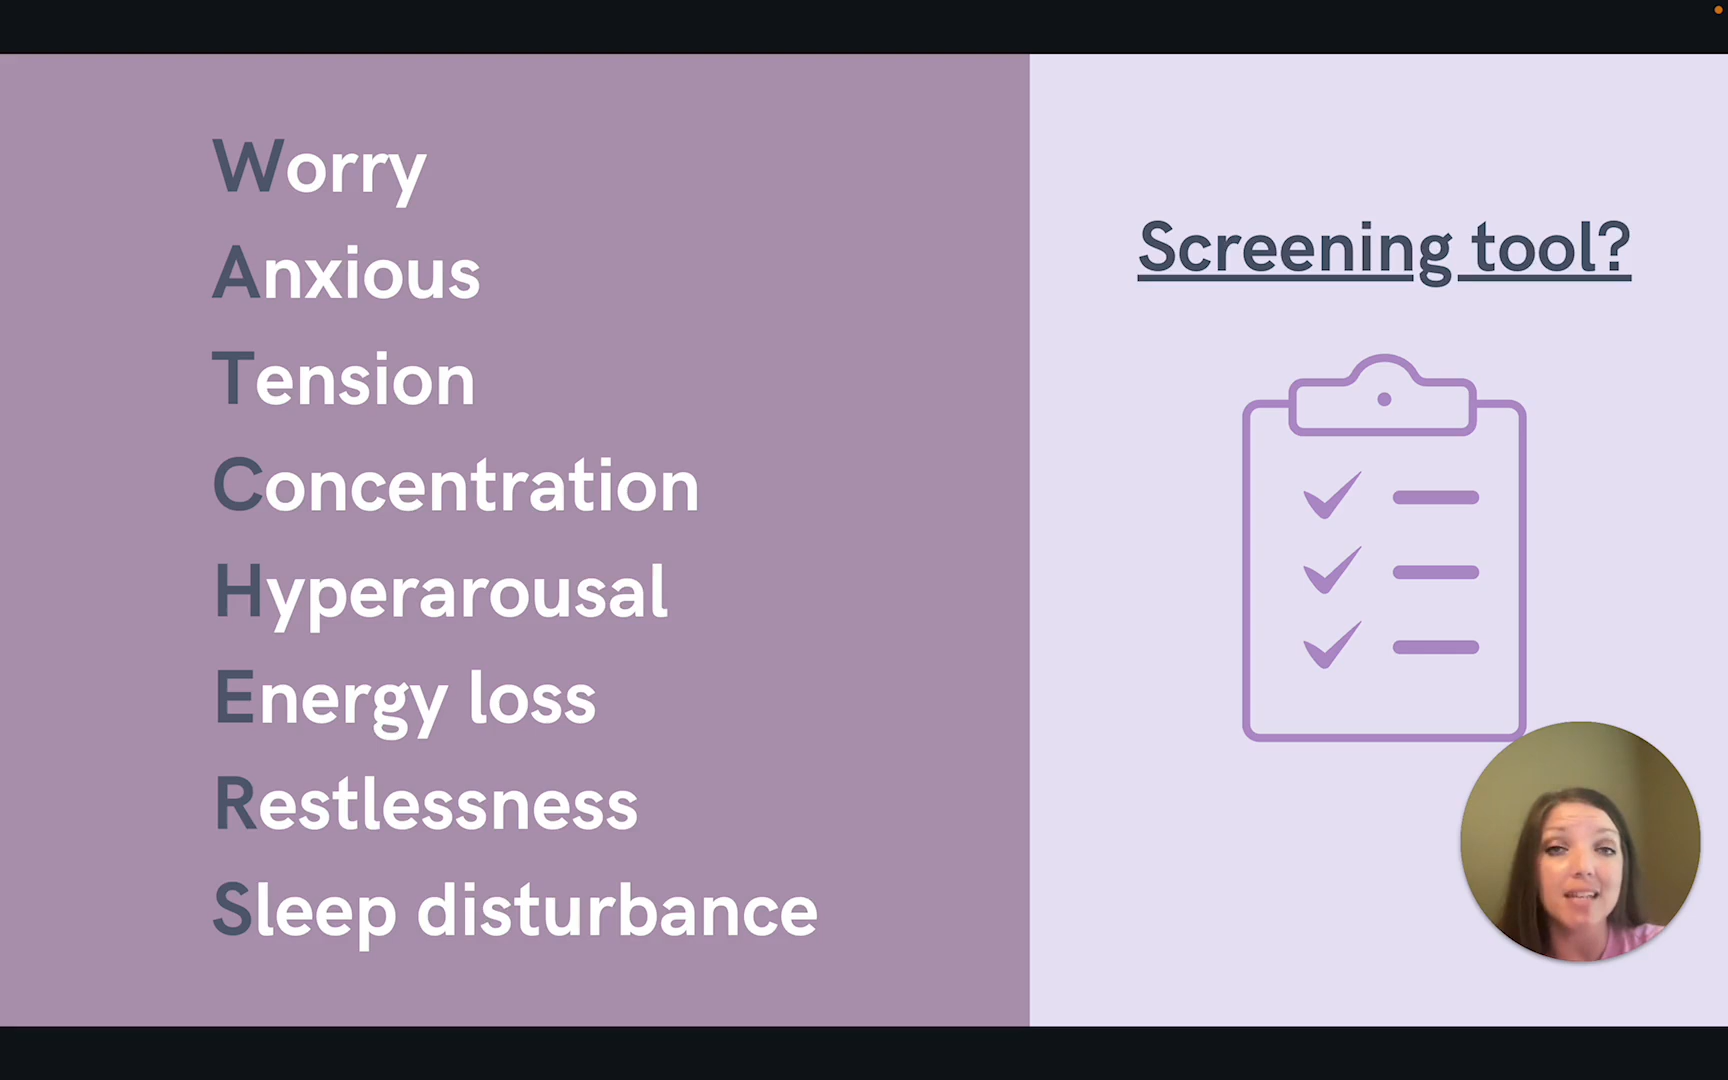 Worry
Anxious
Tension
Concentration
Hyperarousal
Energy loss
Restlessness
Sleep disturbance
Screening tool?